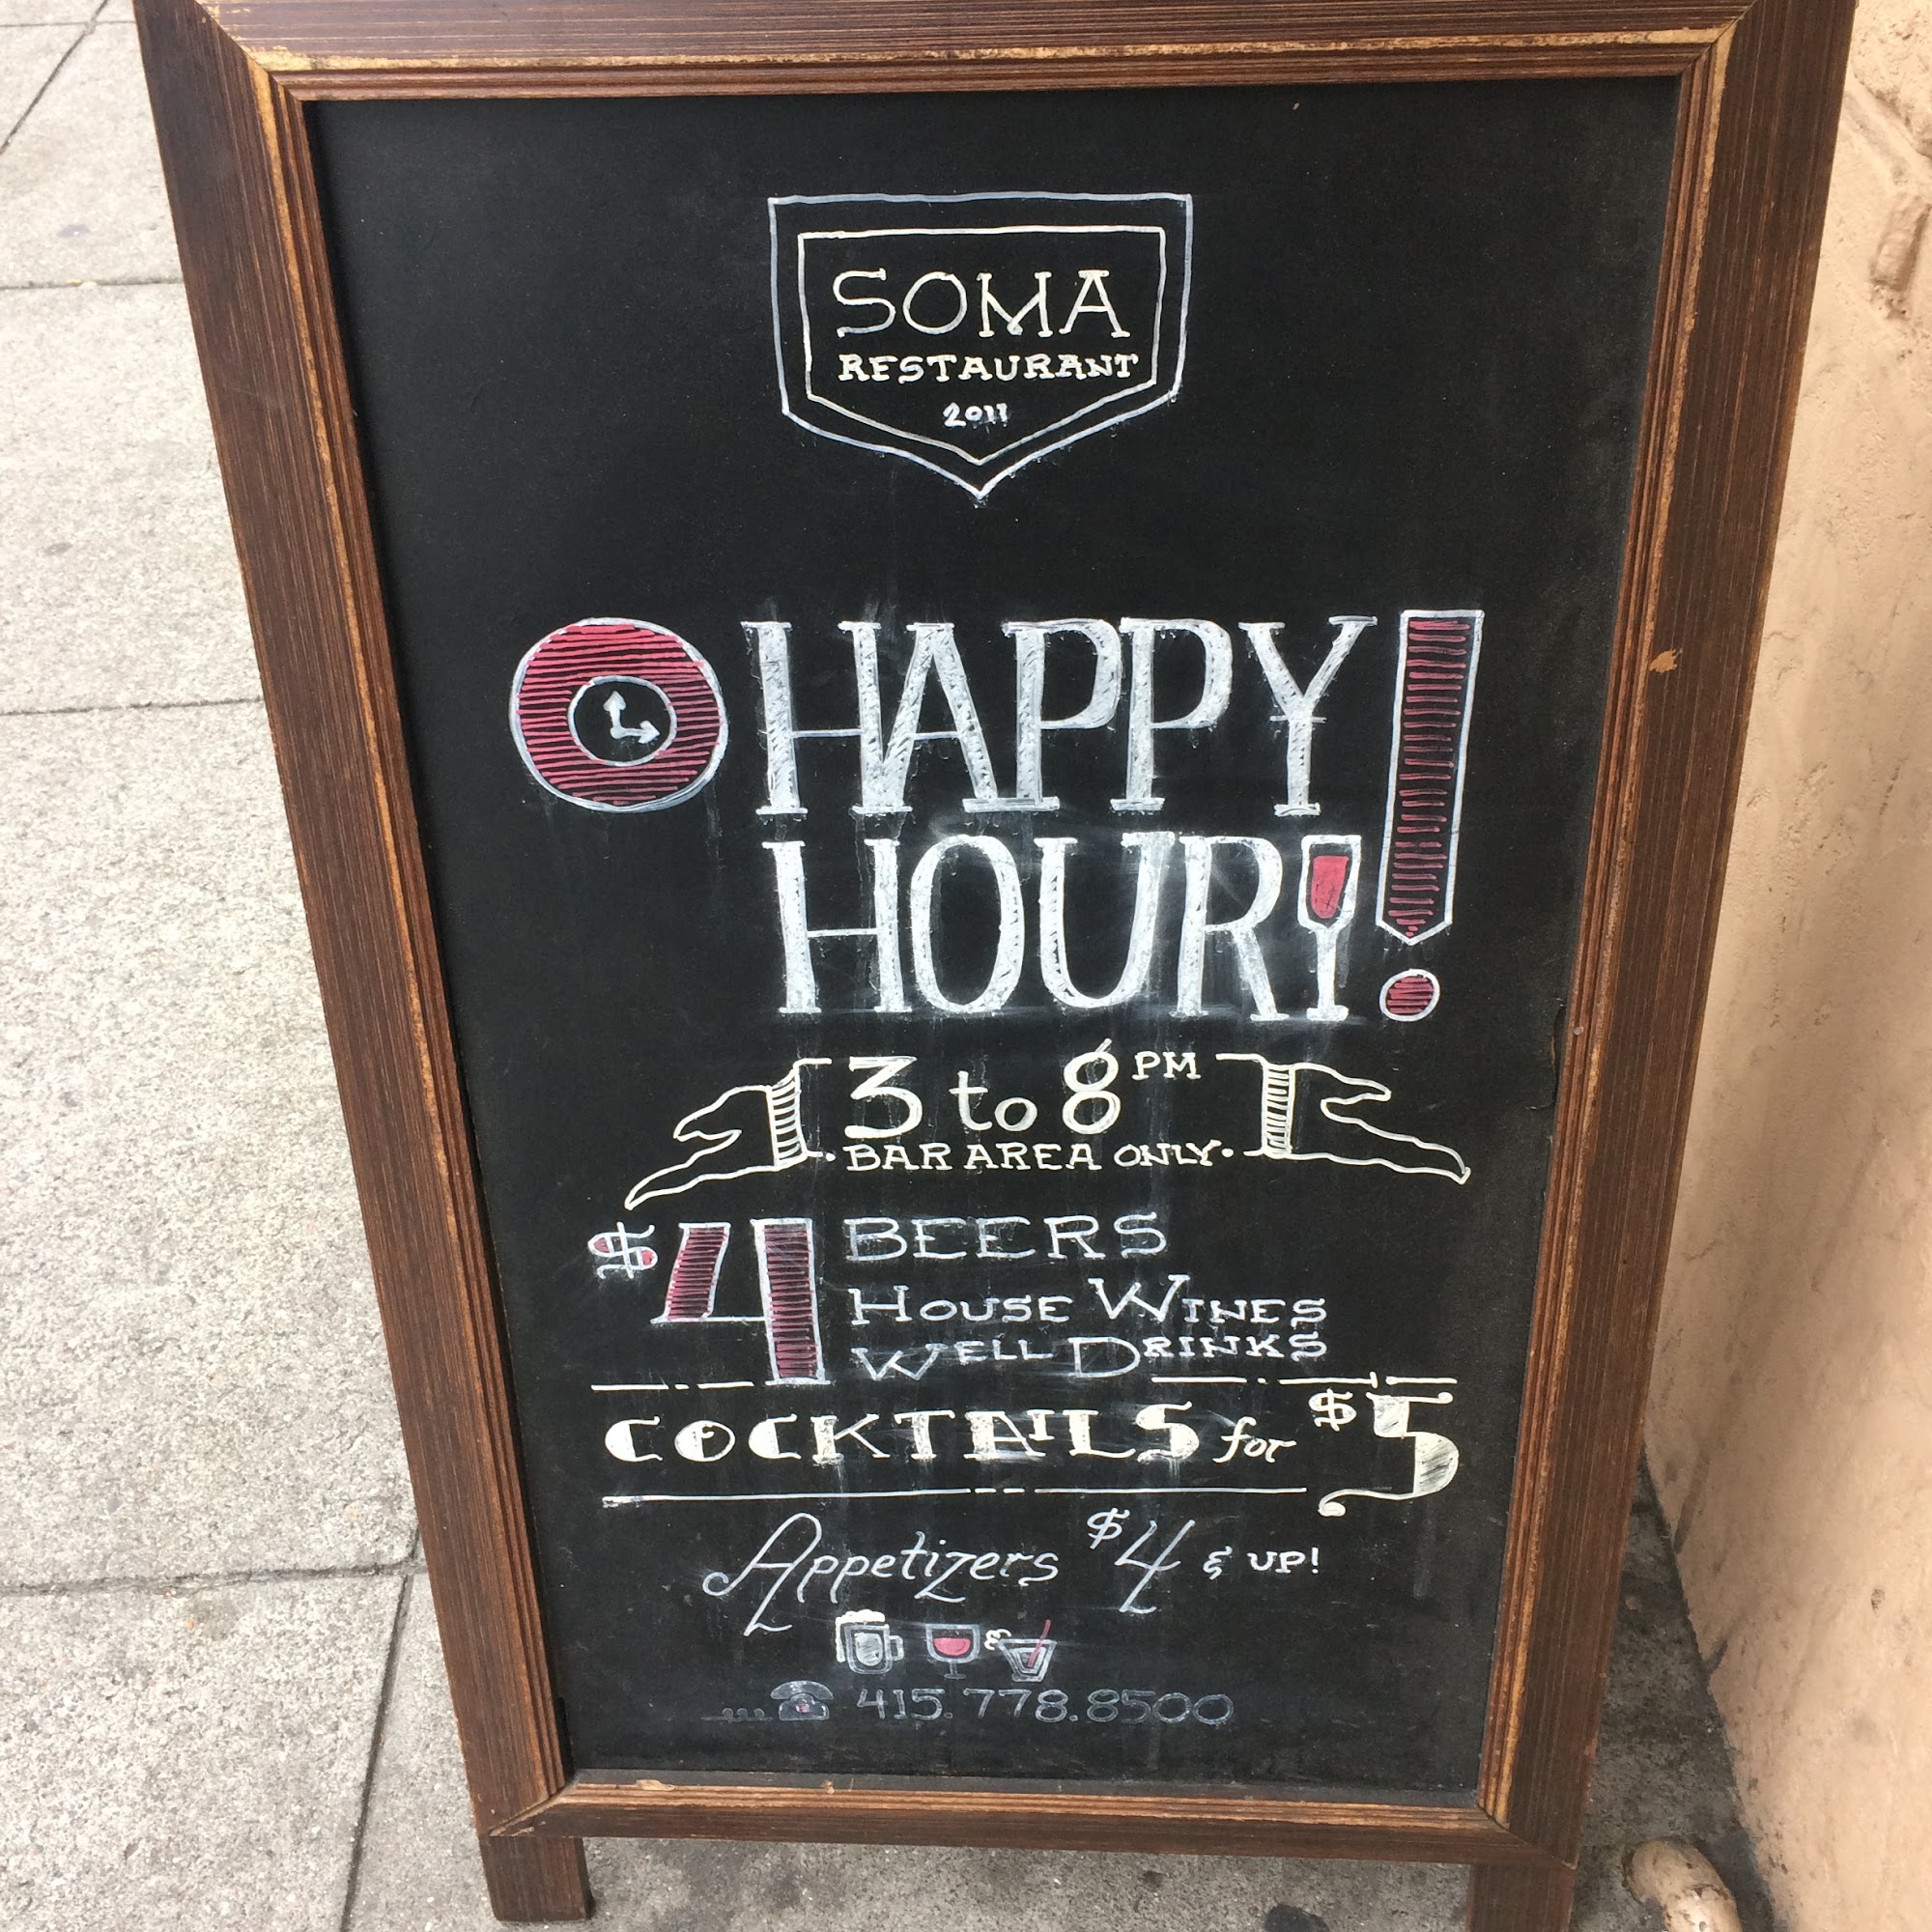 SOMA
RESTAURANT
2011
HAPPY
HOUR!
3 to 8 PM
• BAR AREA ONLY •
$4 BEERS
HOUSE WINES
WELL DRINKS
COCKTAILS for $5
Appetizers $4 & UP!
&
415.778.8500